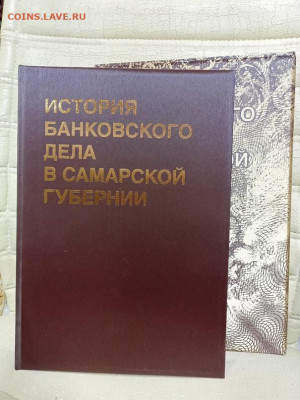 COINS.LAVE.RU
ИСТОРИЯ
БАНКОВСКОГО
ДЕЛА
В САМАРСКОЙ
ГУБЕРНИИ